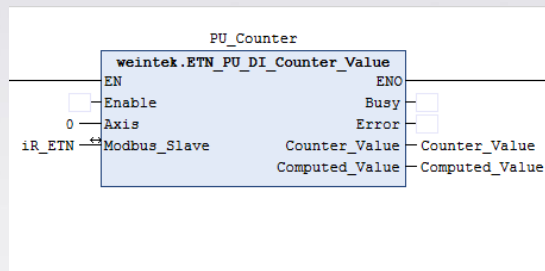 PU_Counter
weintek.ETN_PU_DI_Counter_Value
EN ENO
Enable Busy
0 Axis Error
iR_ETN Modbus_Slave Counter_Value Counter_Value
Computed_Value Computed_Value